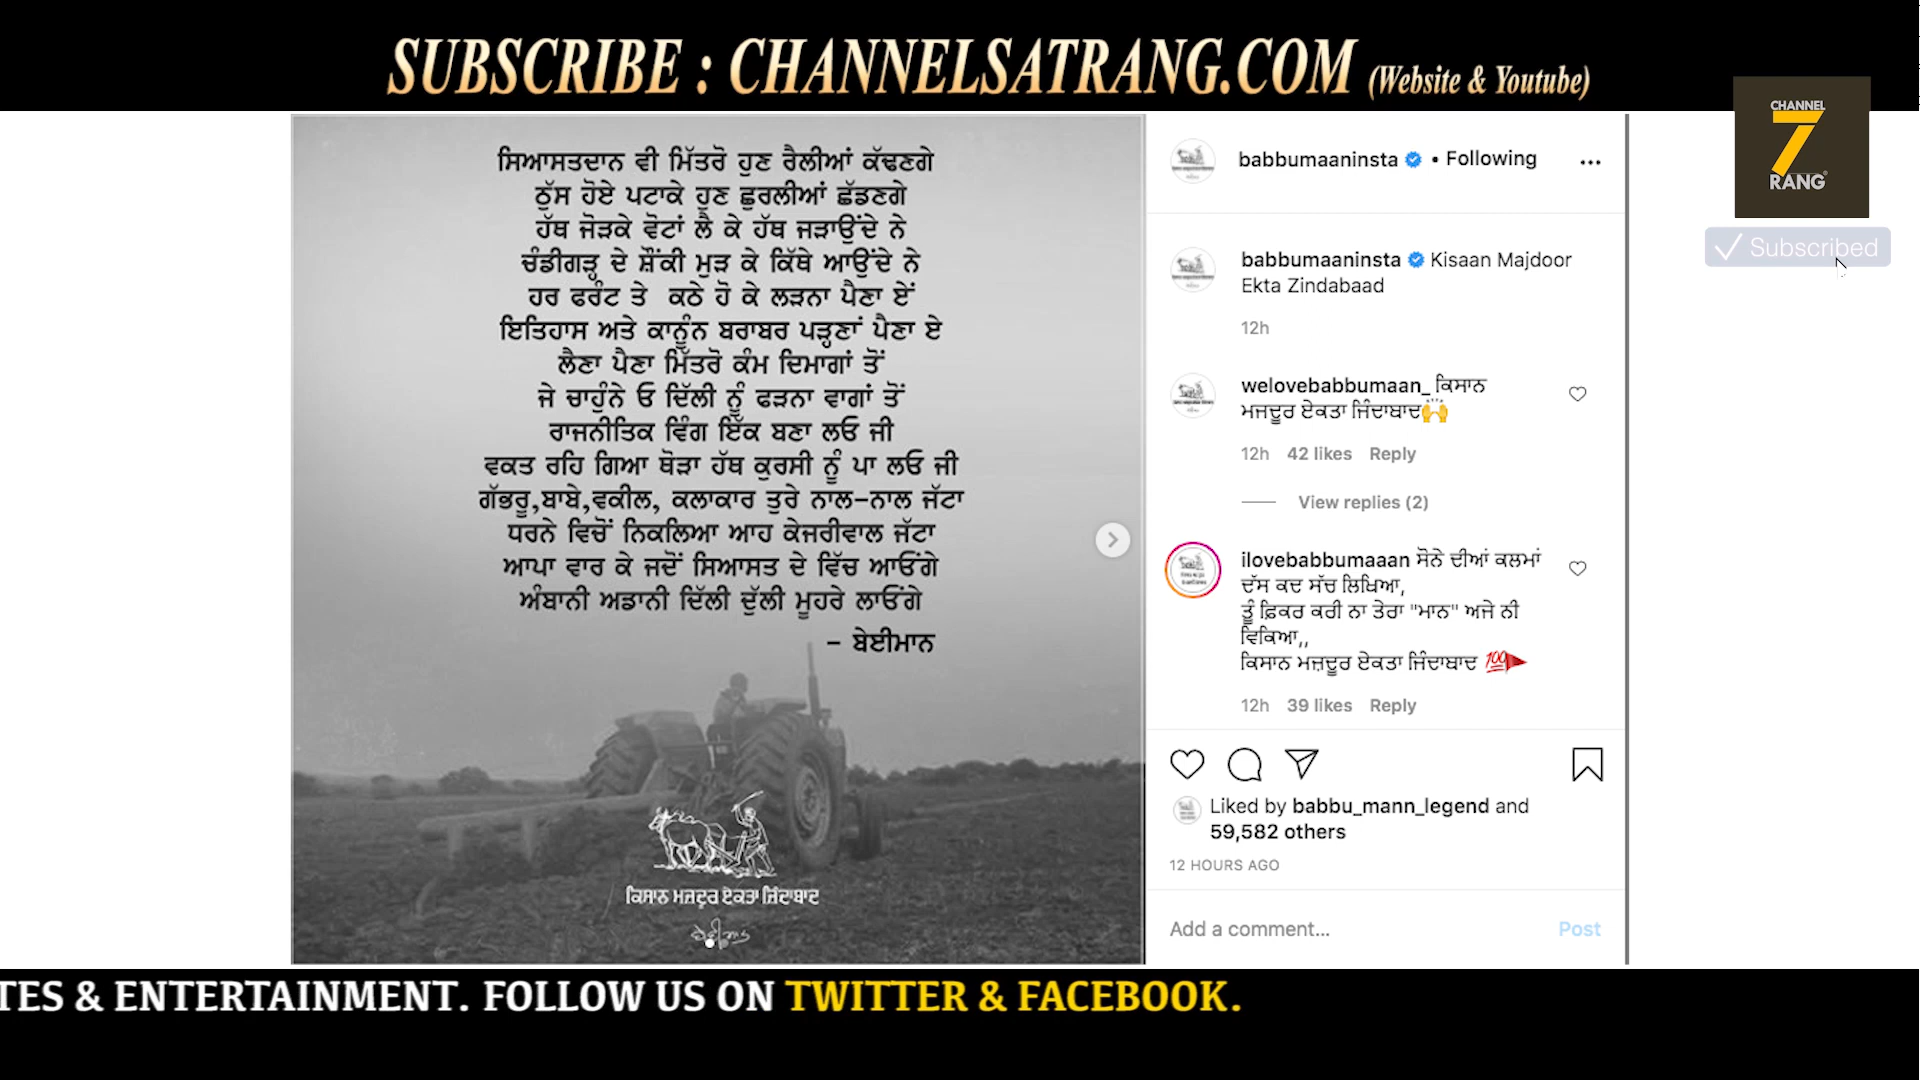 SUBSCRIBE : CHANNELSATRANG.COM (Website & Youtube)
CHANNEL
7
RANG
Subscribed
ਸਿਆਸਤਦਾਨ ਵੀ ਮਿੱਤਰੋ ਹੁਣ ਰੈਲੀਆਂ ਕੱਢਣਗੇ
ਠੁੱਸ ਹੋਏ ਪਟਾਕੇ ਹੁਣ ਛੁਰਲੀਆਂ ਛੱਡਣਗੇ
ਹੱਥ ਜੋੜਕੇ ਵੋਟਾਂ ਲੈ ਕੇ ਹੱਥ ਜੜਾਉਂਦੇ ਨੇ
ਚੰਡੀਗੜ੍ਹ ਦੇ ਸ਼ੌਂਕੀ ਮੁੜ ਕੇ ਕਿੱਥੇ ਆਉਂਦੇ ਨੇ
ਹਰ ਫਰੰਟ ਤੇ ਕਠੇ ਹੋ ਕੇ ਲੜਨਾ ਪੈਣਾ ਏਂ
ਇਤਿਹਾਸ ਅਤੇ ਕਾਨੂੰਨ ਬਰਾਬਰ ਪੜ੍ਹਣਾਂ ਪੈਣਾ ਏ
ਲੈਣਾ ਪੈਣਾ ਮਿੱਤਰੋ ਕੰਮ ਦਿਮਾਗਾਂ ਤੋਂ
ਜੇ ਚਾਹੁੰਨੇ ਓ ਦਿੱਲੀ ਨੂੰ ਫੜਨਾ ਵਾਗਾਂ ਤੋਂ
ਰਾਜਨੀਤਿਕ ਵਿੰਗ ਇੱਕ ਬਣਾ ਲਓ ਜੀ
ਵਕਤ ਰਹਿ ਗਿਆ ਥੋੜਾ ਹੱਥ ਕੁਰਸੀ ਨੂੰ ਪਾ ਲਓ ਜੀ
ਗੱਭਰੂ,ਬਾਬੇ,ਵਕੀਲ, ਕਲਾਕਾਰ ਤੁਰੇ ਨਾਲ-ਨਾਲ ਜੱਟਾ
ਧਰਨੇ ਵਿਚੋਂ ਨਿਕਲਿਆ ਆਹ ਕੇਜਰੀਵਾਲ ਜੱਟਾ
ਆਪਾ ਵਾਰ ਕੇ ਜਦੋਂ ਸਿਆਸਤ ਦੇ ਵਿੱਚ ਆਓਂਗੇ
ਅੰਬਾਨੀ ਅਡਾਨੀ ਦਿੱਲੀ ਦੁੱਲੀ ਮੂਹਰੇ ਲਾਓਂਗੇ
- ਬੇਈਮਾਨ
ਕਿਸਾਨ ਮਜ਼ਦੂਰ ਏਕਤਾ ਜ਼ਿੰਦਾਬਾਦ
babbumaaninsta • Following
babbumaaninsta Kisaan Majdoor
Ekta Zindabaad
12h
welovebabbumaan_ ਕਿਸਾਨ
ਮਜਦੂਰ ਏਕਤਾ ਜਿੰਦਾਬਾਦ🙌
12h 42 likes Reply
View replies (2)
ilovebabbumaaan ਸੋਨੇ ਦੀਆਂ ਕਲਮਾਂ
ਦੱਸ ਕਦ ਸੱਚ ਲਿਖਿਆ,
ਤੂੰ ਫ਼ਿਕਰ ਕਰੀ ਨਾ ਤੇਰਾ "ਮਾਨ" ਅਜੇ ਨੀ
ਵਿਕਿਆ,,
ਕਿਸਾਨ ਮਜ਼ਦੂਰ ਏਕਤਾ ਜਿੰਦਾਬਾਦ 💯🚩
12h 39 likes Reply
Liked by babbu_mann_legend and
59,582 others
12 HOURS AGO
Add a comment... Post
TES & ENTERTAINMENT. FOLLOW US ON TWITTER & FACEBOOK.